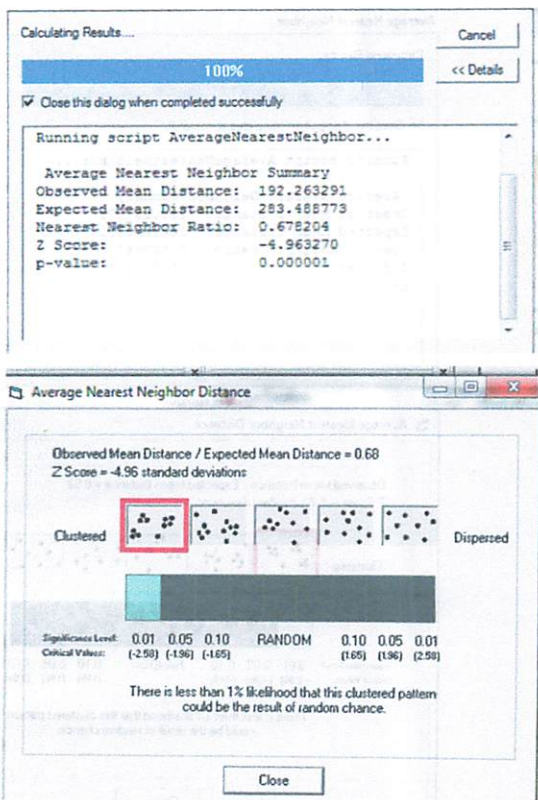 Calculating Results....
Cancel
100%
<< Details
Close this dialog when completed successfully
Running script AverageNearestNeighbor...
Average Nearest Neighbor Summary
Observed Mean Distance: 192.263291
Expected Mean Distance: 283.488773
Nearest Neighbor Ratio: 0.678204
Z Score: -4.963270
p-value: 0.000001
Average Nearest Neighbor Distance
Observed Mean Distance / Expected Mean Distance = 0.68
Z Score = -4.96 standard deviations
Clustered
Dispersed
Significance Level: 0.01 0.05 0.10 RANDOM 0.10 0.05 0.01
Critical Values: (-2.58) (-1.96) (-1.65) (1.65) (1.96) (2.58)
There is less than 1% likelihood that this clustered pattern
could be the result of random chance.
Close